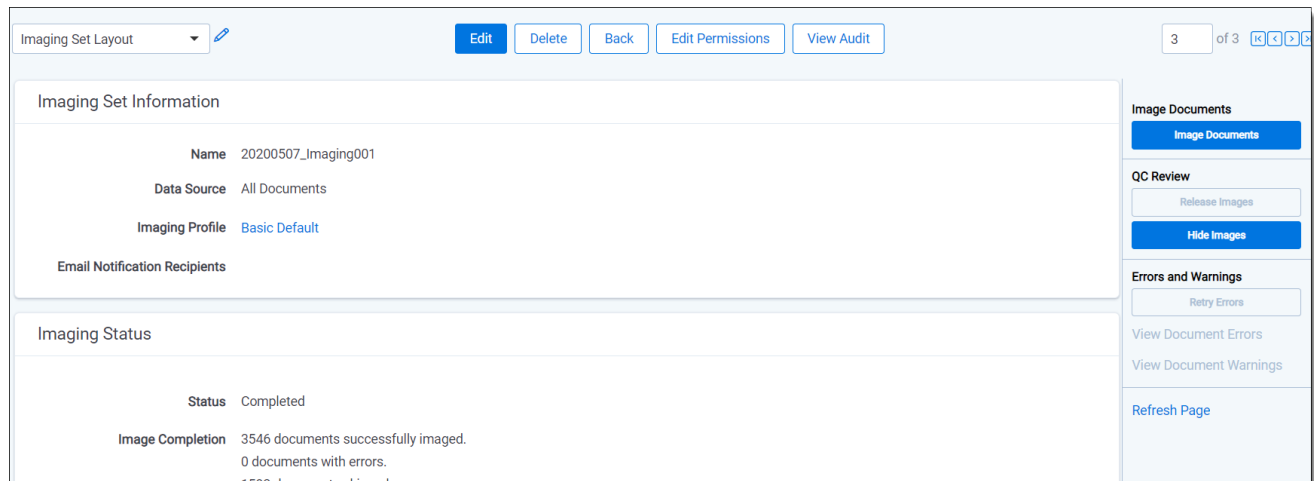 Imaging Set Layout
Edit Delete Back Edit Permissions View Audit
3 of 3
Imaging Set Information
Name 20200507_Imaging001
Data Source All Documents
Imaging Profile Basic Default
Email Notification Recipients
Imaging Status
Status Completed
Image Completion 3546 documents successfully imaged.
0 documents with errors.
Image Documents
Image Documents
QC Review
Release Images
Hide Images
Errors and Warnings
Retry Errors
View Document Errors
View Document Warnings
Refresh Page